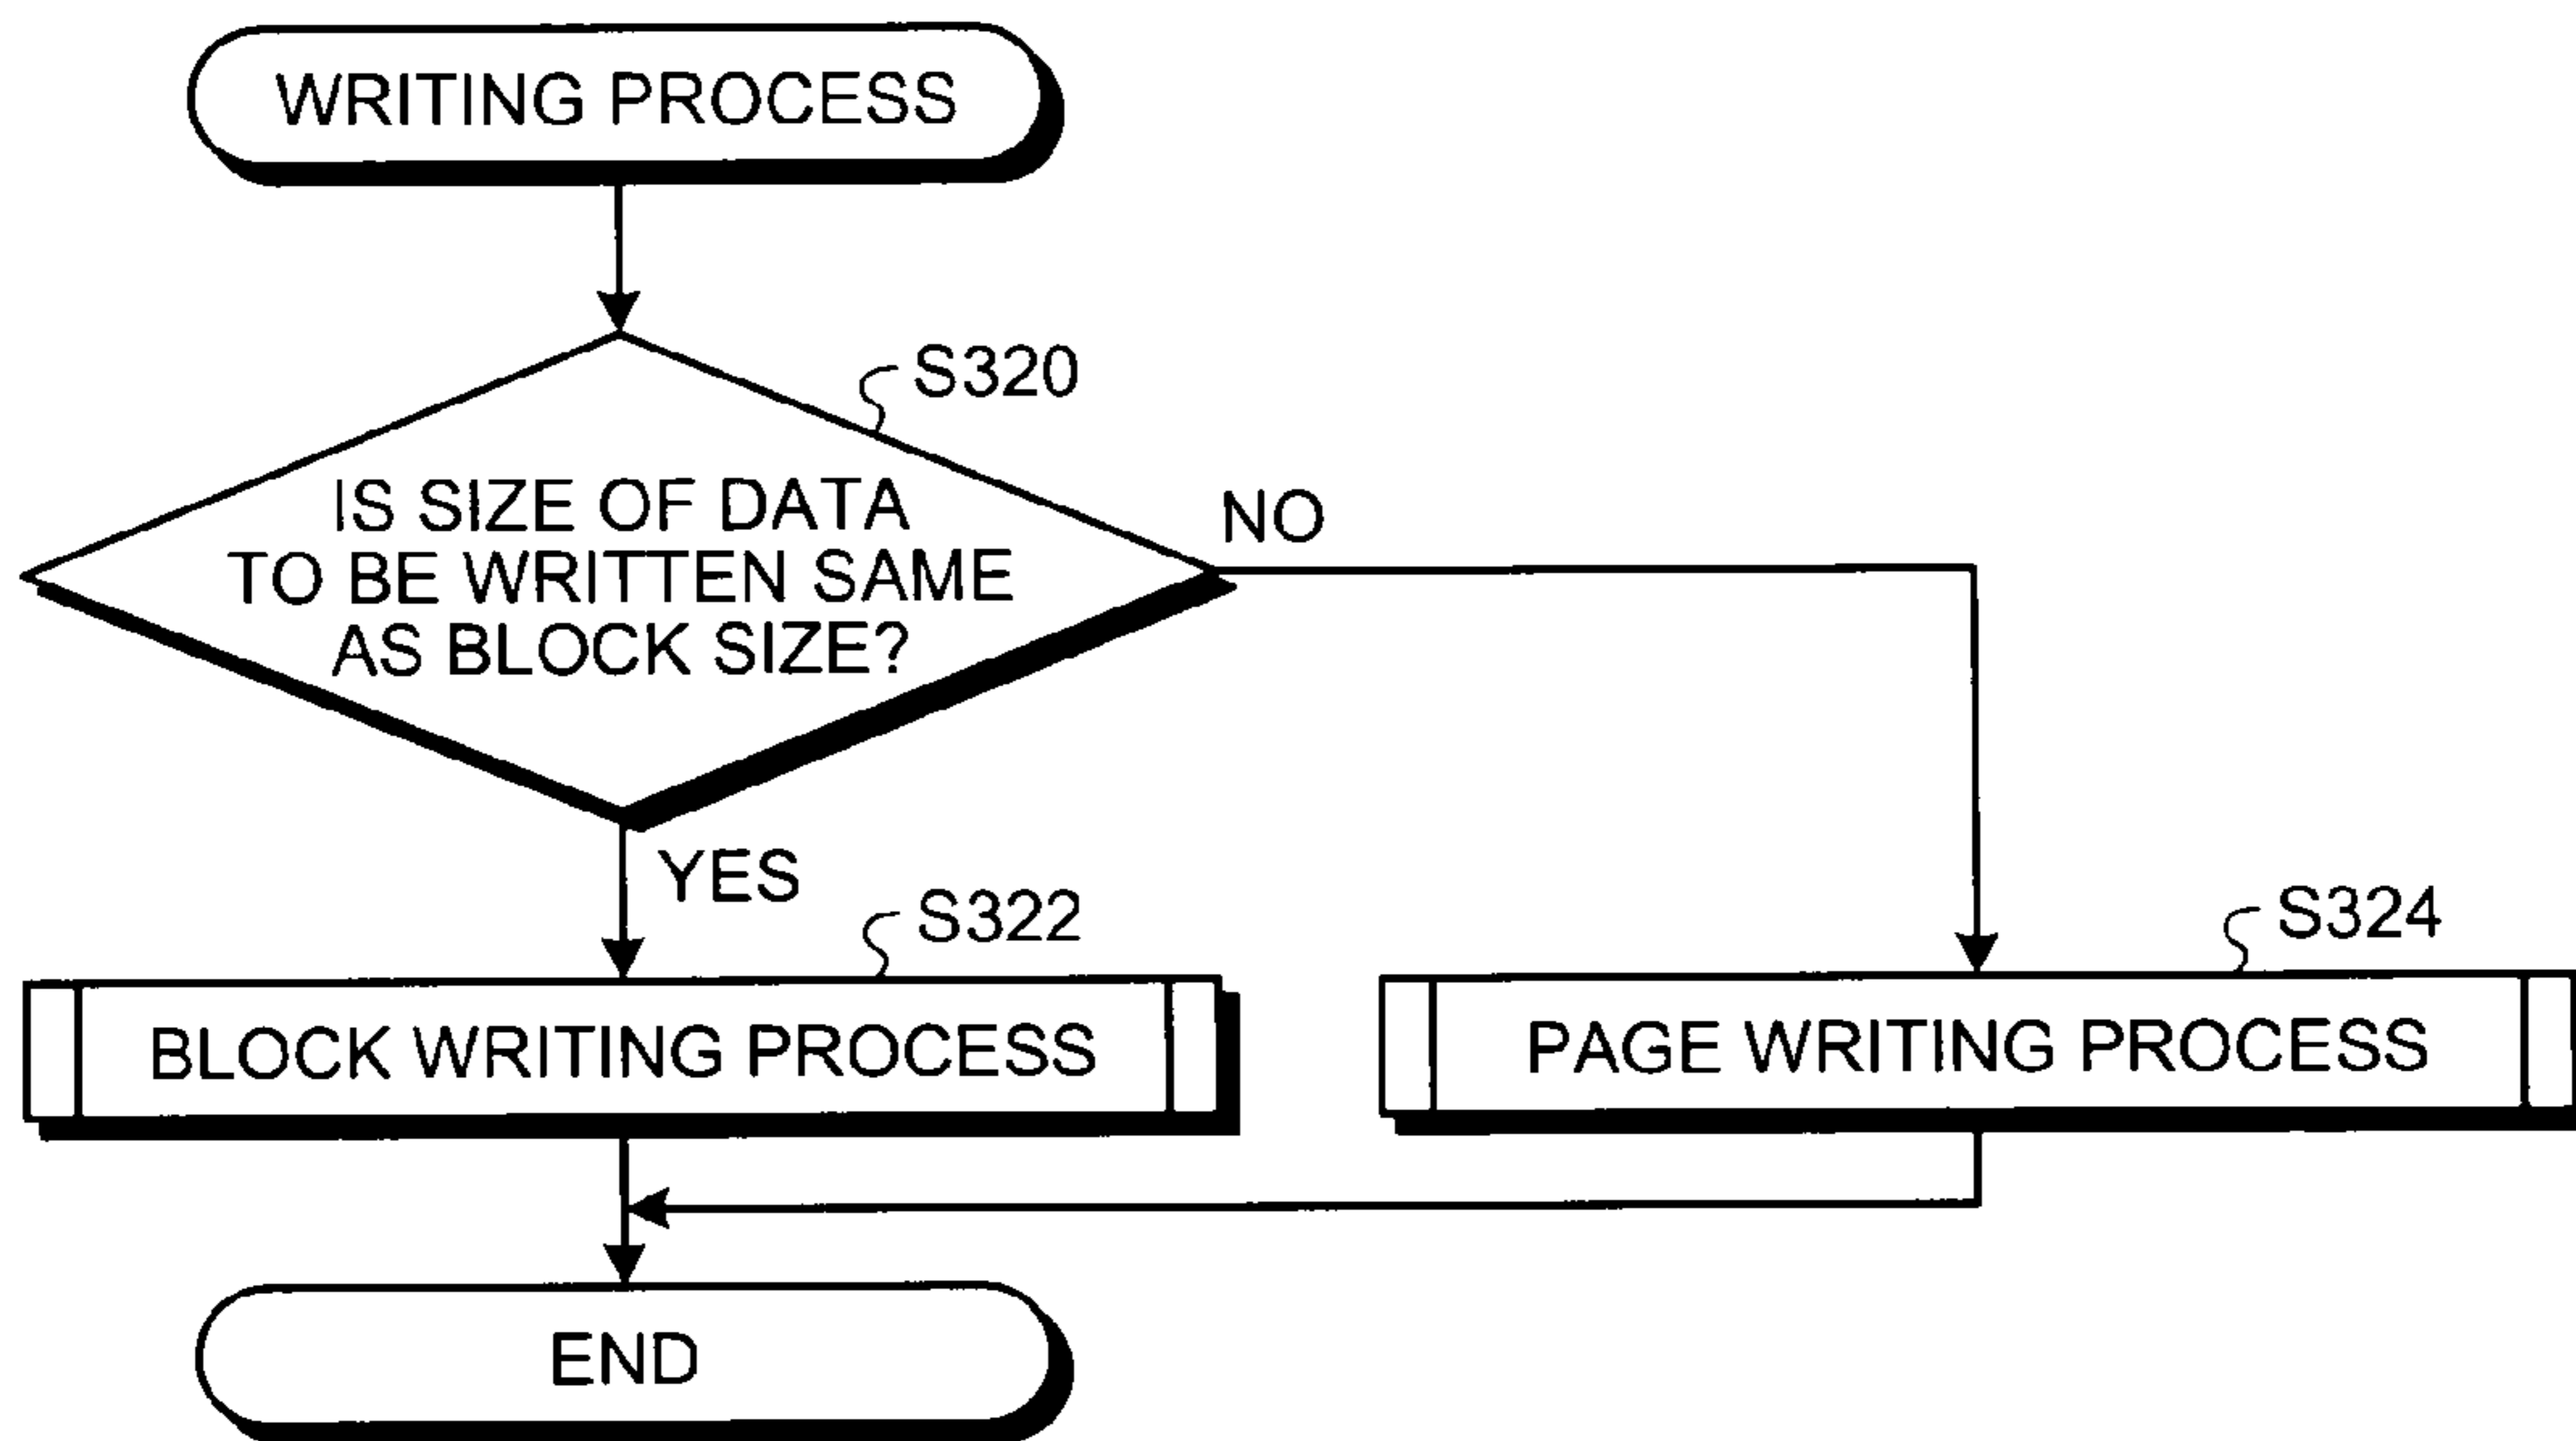 WRITING PROCESS
S320
IS SIZE OF DATA
TO BE WRITTEN SAME
AS BLOCK SIZE?
NO
YES
S322
S324
BLOCK WRITING PROCESS
PAGE WRITING PROCESS
END